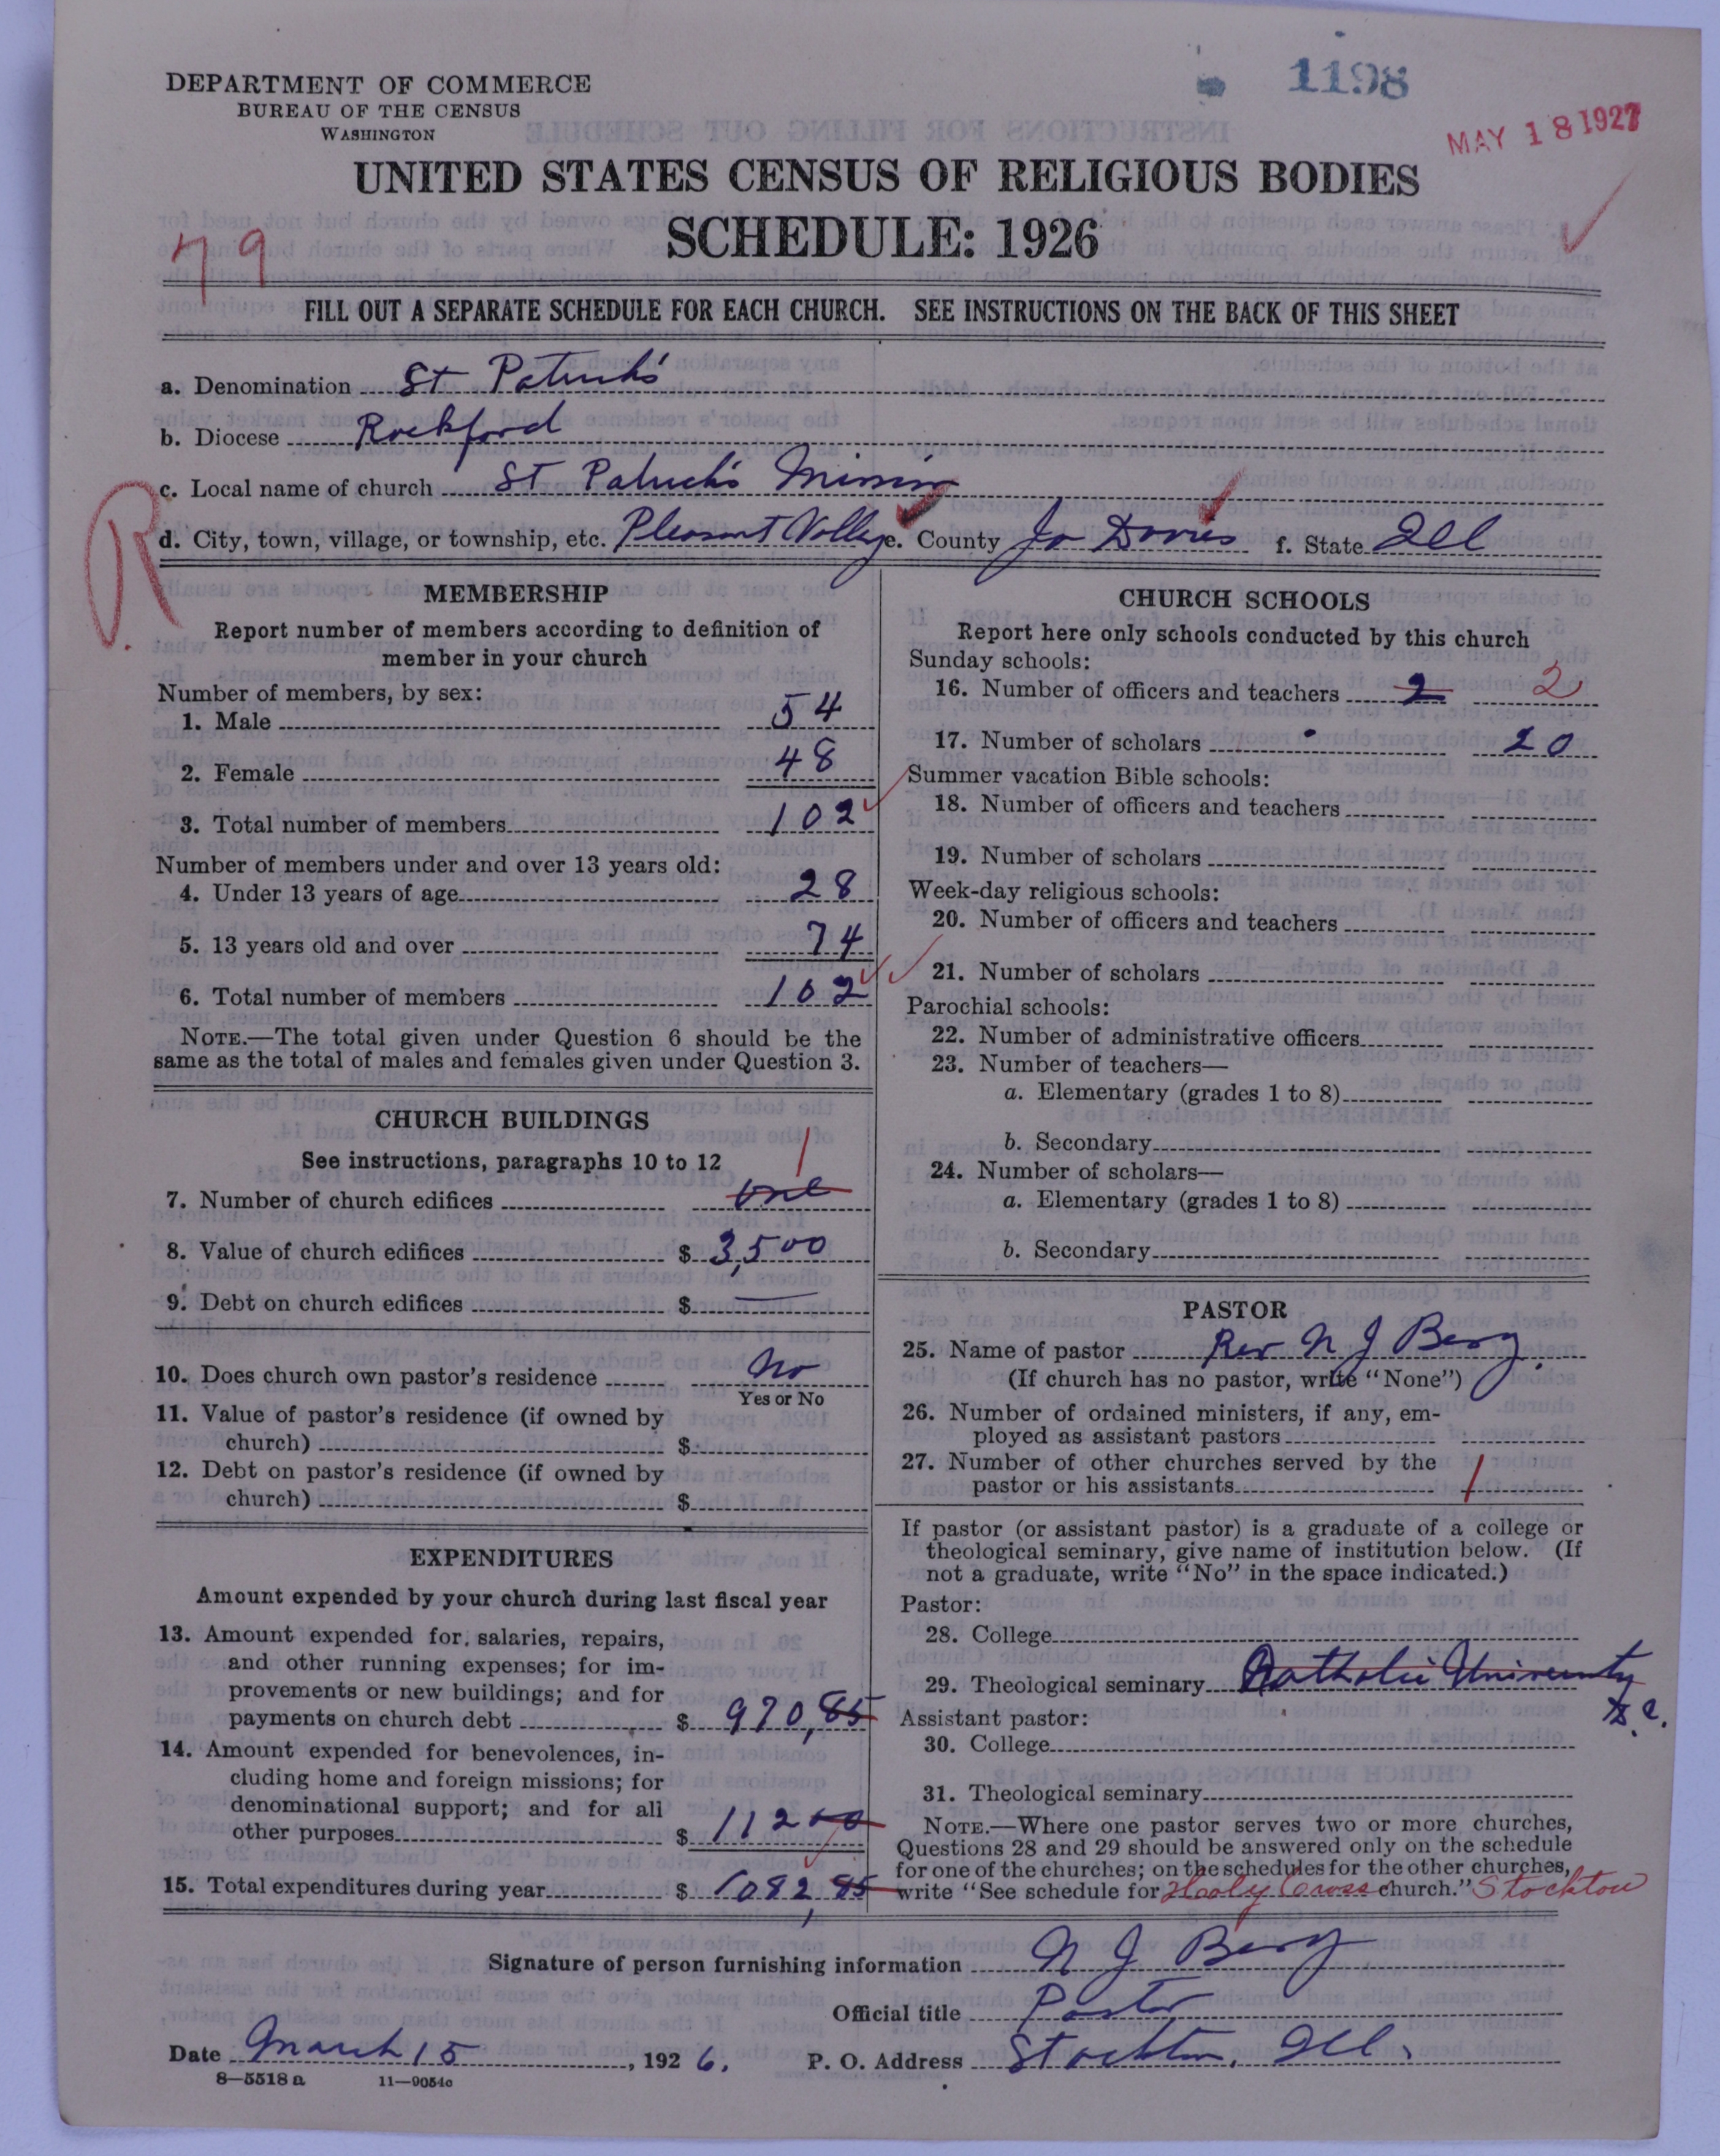 1198
MAY 18 1927
DEPARTMENT OF COMMERCE
BUREAU OF THE CENSUS
WASHINGTON
UNITED STATES CENSUS OF RELIGIOUS BODIES
SCHEDULE: 1926
79
FILL OUT A SEPARATE SCHEDULE FOR EACH CHURCH. SEE INSTRUCTIONS ON THE BACK OF THIS SHEET
a. Denomination St Patrick's
b. Diocese Rockford
c. Local name of church St Patrick's Mission
R.
d. City, town, village, or township, etc. Pleasant Valley e. County Jo Davies f. State Ill
MEMBERSHIP
Report number of members according to definition of
member in your church
Number of members, by sex:
1. Male 54
2. Female 48
3. Total number of members 102
Number of members under and over 13 years old:
4. Under 13 years of age 28
5. 13 years old and over 74
6. Total number of members 102
NOTE.—The total given under Question 6 should be the
same as the total of males and females given under Question 3.
CHURCH BUILDINGS
See instructions, paragraphs 10 to 12
7. Number of church edifices one 1
8. Value of church edifices $ 3,500
9. Debt on church edifices $ —
10. Does church own pastor's residence No
Yes or No
11. Value of pastor's residence (if owned by
church) $
12. Debt on pastor's residence (if owned by
church) $
EXPENDITURES
Amount expended by your church during last fiscal year
13. Amount expended for salaries, repairs,
and other running expenses; for im-
provements or new buildings; and for
payments on church debt $ 970,85
14. Amount expended for benevolences, in-
cluding home and foreign missions; for
denominational support; and for all
other purposes $ 112 00
15. Total expenditures during year $ 1082,85
CHURCH SCHOOLS
Report here only schools conducted by this church
Sunday schools:
16. Number of officers and teachers 2 2
17. Number of scholars 20
Summer vacation Bible schools:
18. Number of officers and teachers
19. Number of scholars
Week-day religious schools:
20. Number of officers and teachers
21. Number of scholars
Parochial schools:
22. Number of administrative officers
23. Number of teachers—
a. Elementary (grades 1 to 8)
b. Secondary
24. Number of scholars—
a. Elementary (grades 1 to 8)
b. Secondary
PASTOR
25. Name of pastor Rev N J Berg.
(If church has no pastor, write "None")
26. Number of ordained ministers, if any, em-
ployed as assistant pastors
27. Number of other churches served by the
pastor or his assistants 1
If pastor (or assistant pastor) is a graduate of a college or
theological seminary, give name of institution below. (If
not a graduate, write "No" in the space indicated.)
Pastor:
28. College
29. Theological seminary Catholic University
D.C.
Assistant pastor:
30. College
31. Theological seminary
NOTE.—Where one pastor serves two or more churches,
Questions 28 and 29 should be answered only on the schedule
for one of the churches; on the schedules for the other churches,
write "See schedule for Holy Cross church." Stockton
Signature of person furnishing information N J Berg
Official title Pastor
Date March 15, 1926. P. O. Address Stockton, Ill.
8—5518 a 11—9054c